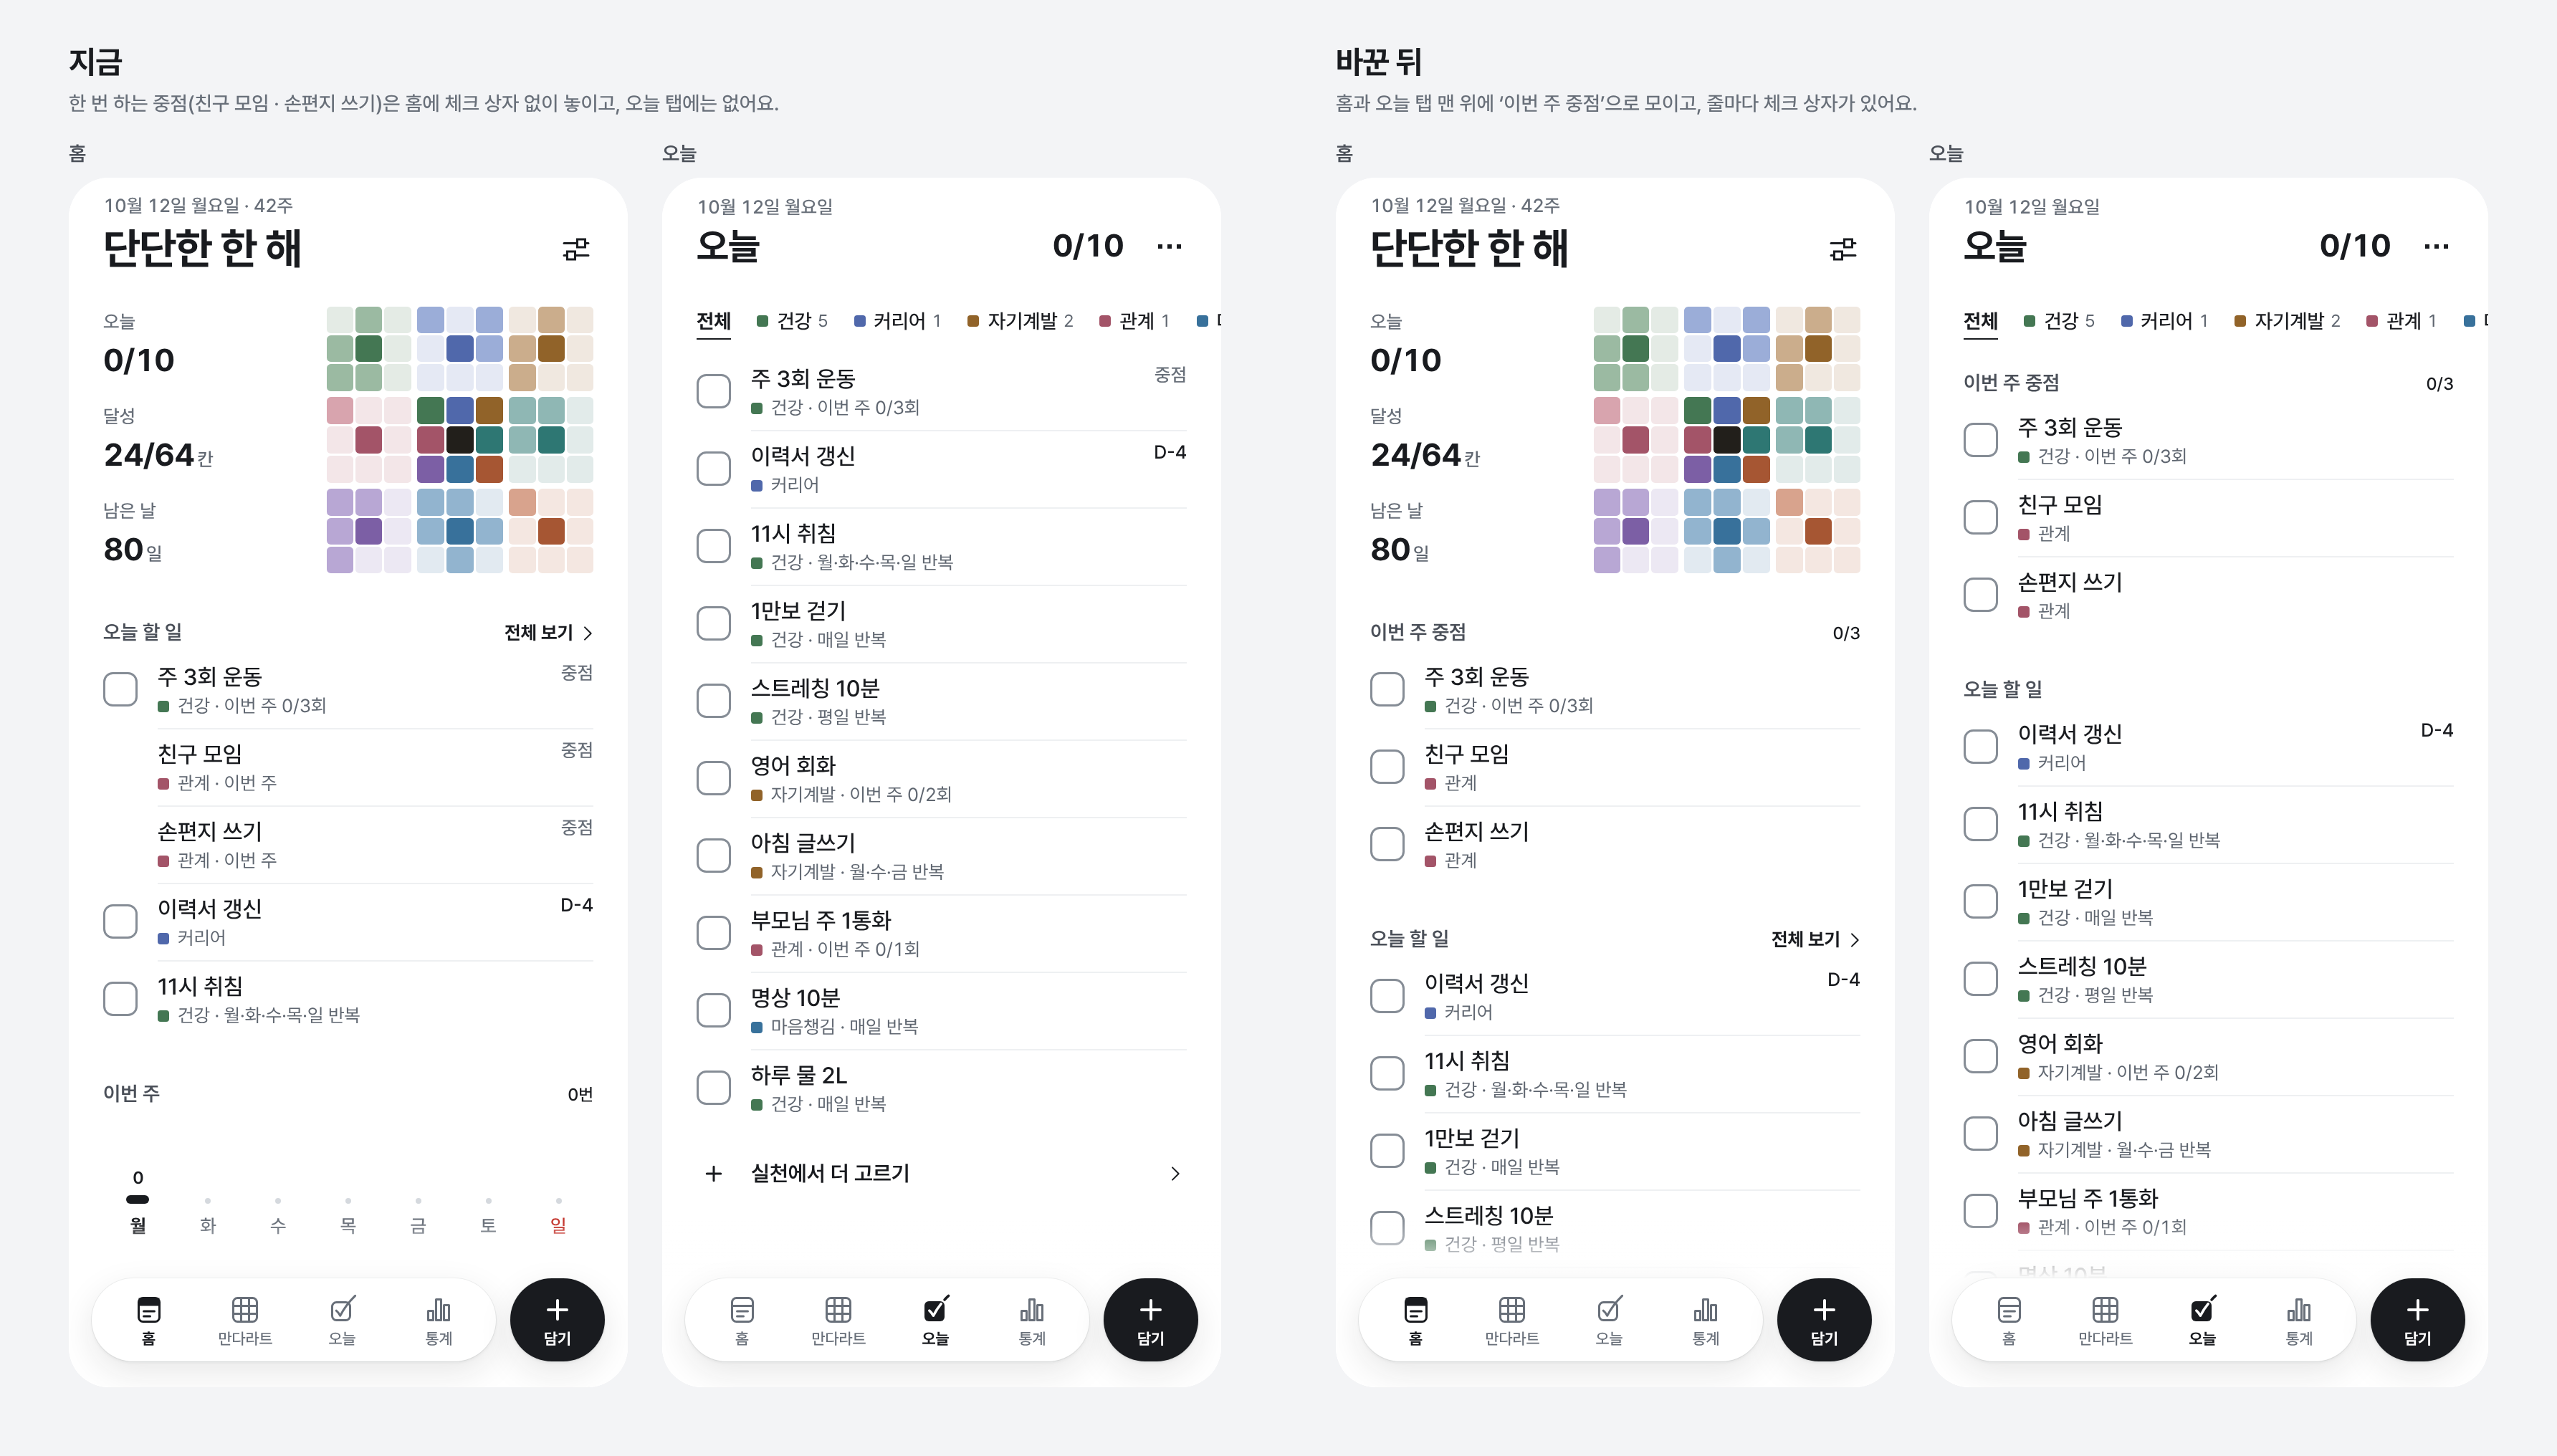 지금
한 번 하는 중점(친구 모임 · 손편지 쓰기)은 홈에 체크 상자 없이 놓이고, 오늘 탭에는 없어요.
홈
10월 12일 월요일 · 42주
단단한 한 해
오늘
0/10
달성
24/64칸
남은 날
80일
오늘 할 일
전체 보기
주 3회 운동
중점
건강 · 이번 주 0/3회
친구 모임
중점
관계 · 이번 주
손편지 쓰기
중점
관계 · 이번 주
이력서 갱신
D-4
커리어
11시 취침
건강 · 월·화·수·목·일 반복
이번 주
0번
0
월 화 수 목 금 토 일
홈 만다라트 오늘 통계 담기
오늘
10월 12일 월요일
오늘
0/10
전체 건강 5 커리어 1 자기계발 2 관계 1
주 3회 운동
중점
건강 · 이번 주 0/3회
이력서 갱신
D-4
커리어
11시 취침
건강 · 월·화·수·목·일 반복
1만보 걷기
건강 · 매일 반복
스트레칭 10분
건강 · 평일 반복
영어 회화
자기계발 · 이번 주 0/2회
아침 글쓰기
자기계발 · 월·수·금 반복
부모님 주 1통화
관계 · 이번 주 0/1회
명상 10분
마음챙김 · 매일 반복
하루 물 2L
건강 · 매일 반복
실천에서 더 고르기
홈 만다라트 오늘 통계 담기
바꾼 뒤
홈과 오늘 탭 맨 위에 ‘이번 주 중점’으로 모이고, 줄마다 체크 상자가 있어요.
홈
10월 12일 월요일 · 42주
단단한 한 해
오늘
0/10
달성
24/64칸
남은 날
80일
이번 주 중점
0/3
주 3회 운동
건강 · 이번 주 0/3회
친구 모임
관계
손편지 쓰기
관계
오늘 할 일
전체 보기
이력서 갱신
D-4
커리어
11시 취침
건강 · 월·화·수·목·일 반복
1만보 걷기
건강 · 매일 반복
스트레칭 10분
건강 · 평일 반복
홈 만다라트 오늘 통계 담기
오늘
10월 12일 월요일
오늘
0/10
전체 건강 5 커리어 1 자기계발 2 관계 1
이번 주 중점
0/3
주 3회 운동
건강 · 이번 주 0/3회
친구 모임
관계
손편지 쓰기
관계
오늘 할 일
이력서 갱신
D-4
커리어
11시 취침
건강 · 월·화·수·목·일 반복
1만보 걷기
건강 · 매일 반복
스트레칭 10분
건강 · 평일 반복
영어 회화
자기계발 · 이번 주 0/2회
아침 글쓰기
자기계발 · 월·수·금 반복
부모님 주 1통화
관계 · 이번 주 0/1회
홈 만다라트 오늘 통계 담기